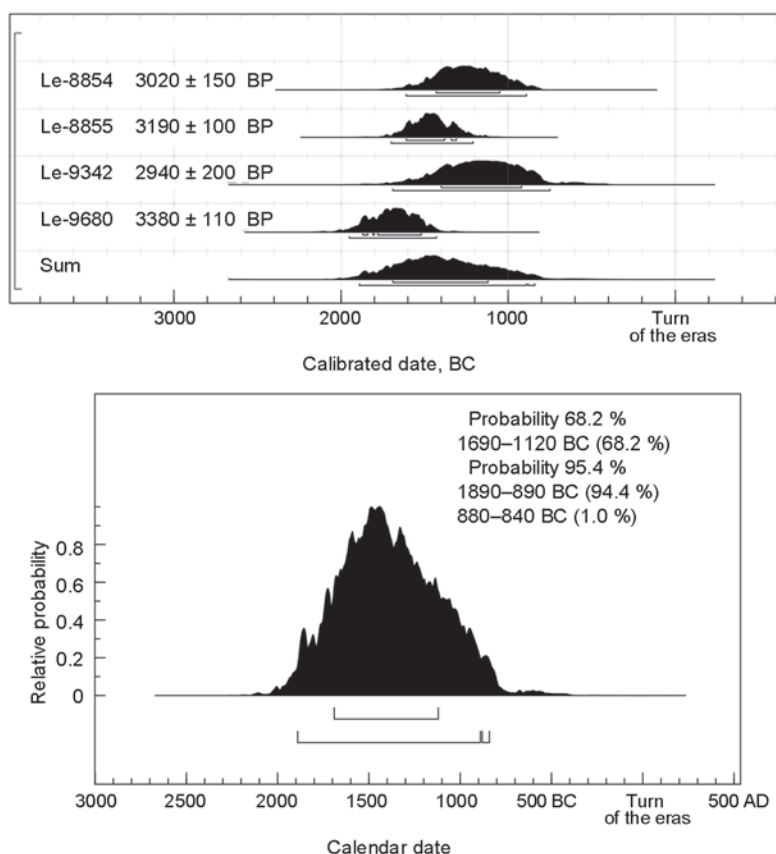 Le-8854 3020 ± 150 BP
Le-8855 3190 ± 100 BP
Le-9342 2940 ± 200 BP
Le-9680 3380 ± 110 BP
Sum
3000 2000 1000 Turn
of the eras
Calibrated date, BC
Probability 68.2 %
1690–1120 BC (68.2 %)
Probability 95.4 %
1890–890 BC (94.4 %)
880–840 BC (1.0 %)
Relative probability
0.8
0.6
0.4
0.2
0
3000 2500 2000 1500 1000 500 BC Turn 500 AD
of the eras
Calendar date